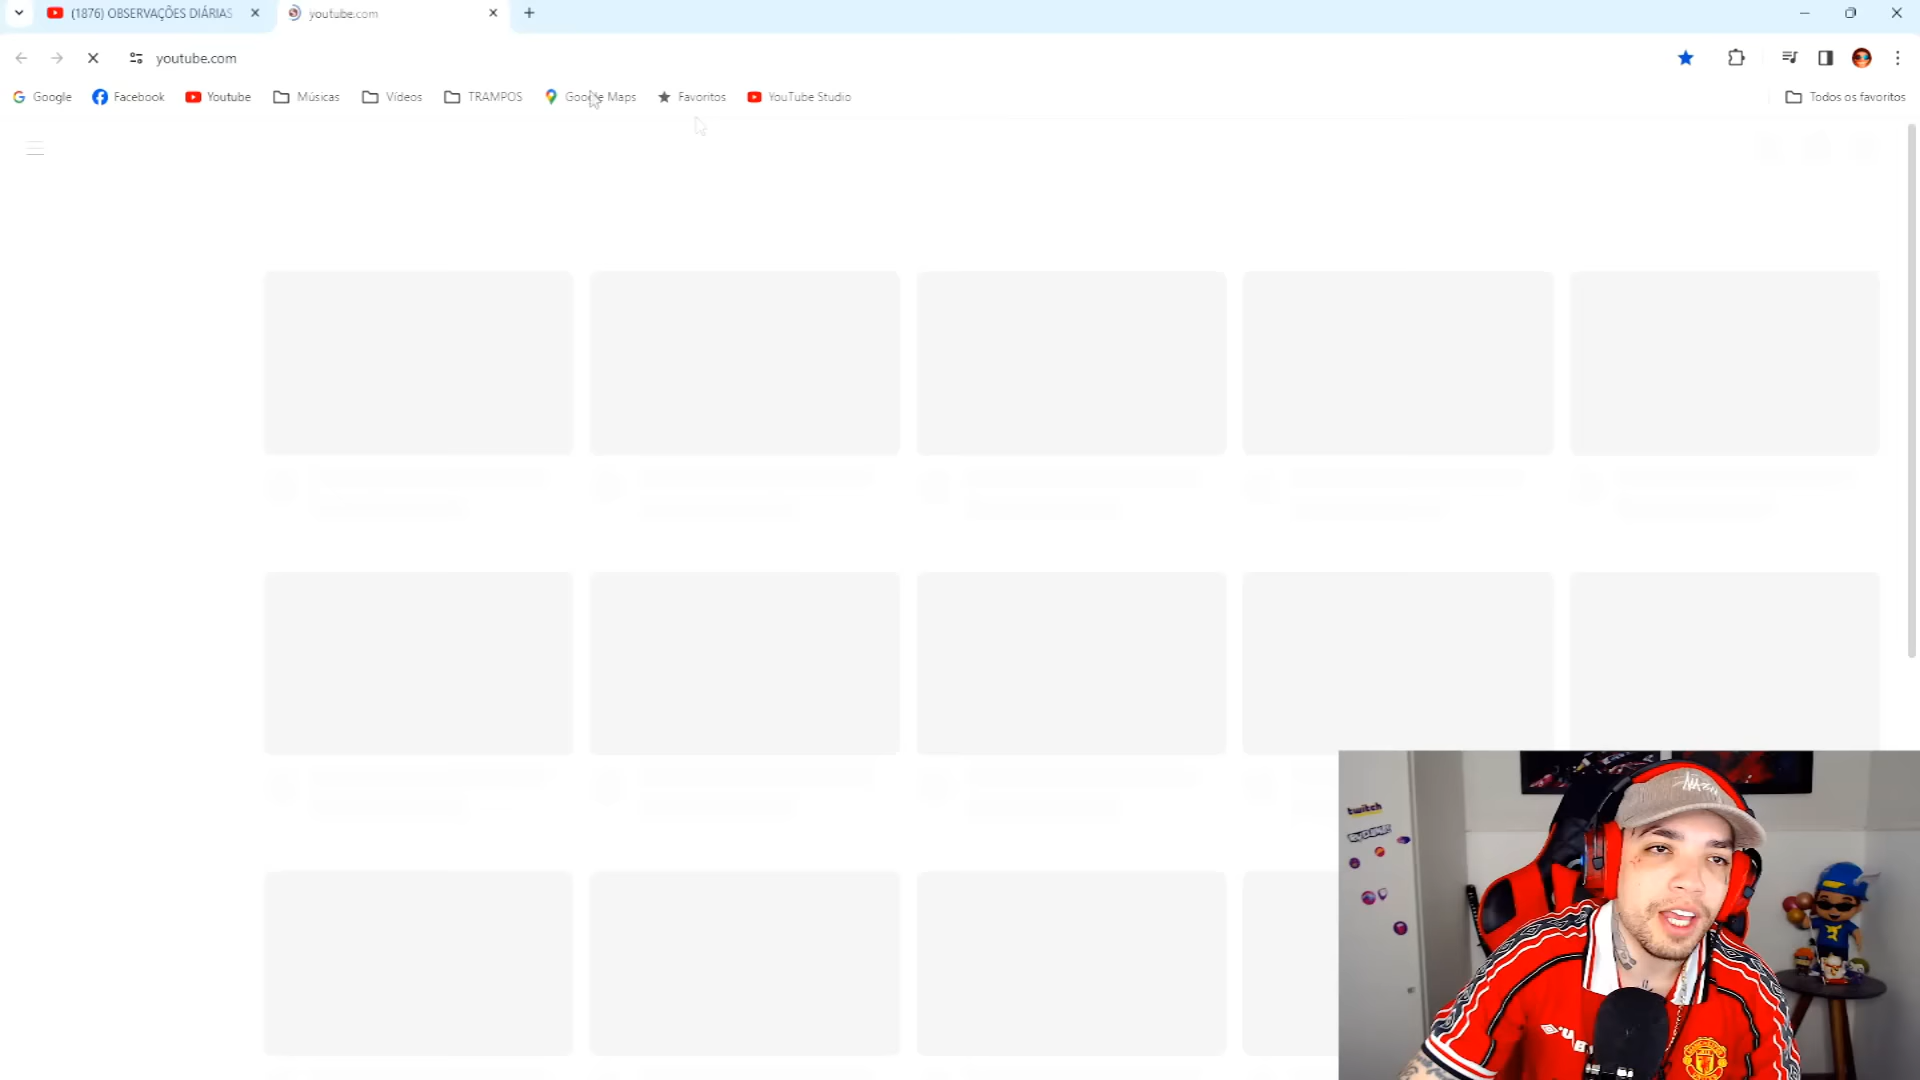 (1876) OBSERVAÇÕES DIÁRIAS
youtube.com
youtube.com
Google
Facebook
Youtube
Músicas
Vídeos
TRAMPOS
Google Maps
Favoritos
YouTube Studio
Todos os favoritos
twitch